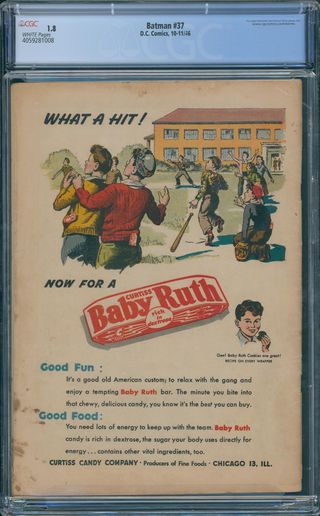 CGC 1.8
WHITE Pages
4059281008
Batman #37
D.C. Comics, 10-11/46
WHAT A HIT!
NOW FOR A
CURTISS
Baby Ruth
rich
in
dextrose
Gee! Baby Ruth Cookies are great!
RECIPE ON EVERY WRAPPER
Good Fun:
It's a good old American custom; to relax with the gang and
enjoy a tempting Baby Ruth bar. The minute you bite into
that chewy, delicious candy, you know it's the best you can buy.
Good Food:
You need lots of energy to keep up with the team. Baby Ruth
candy is rich in dextrose, the sugar your body uses directly for
energy...contains other vital ingredients, too.
CURTISS CANDY COMPANY • Producers of Fine Foods • CHICAGO 13, ILL.